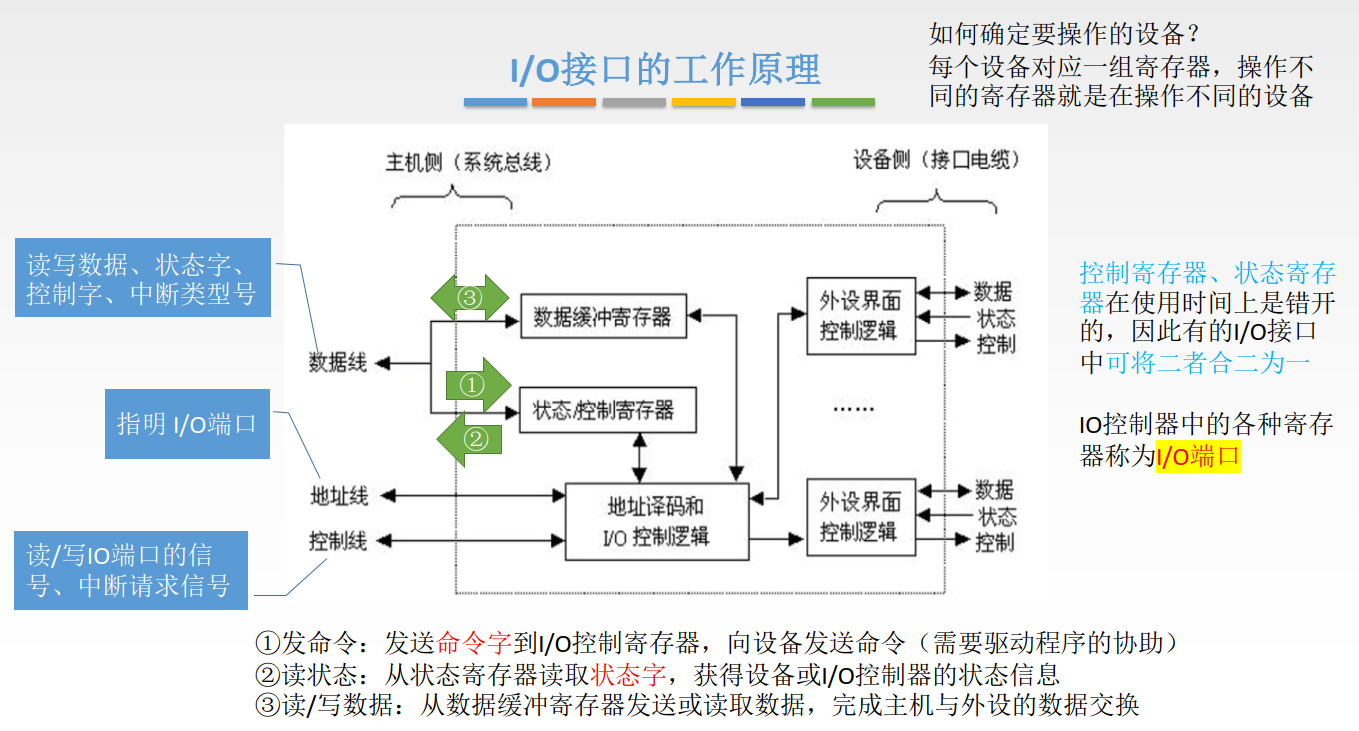 I/O接口的工作原理
如何确定要操作的设备？
每个设备对应一组寄存器，操作不
同的寄存器就是在操作不同的设备
主机侧（系统总线）
设备侧（接口电缆）
读写数据、状态字、
控制字、中断类型号
③
数据缓冲寄存器
外设界面
控制逻辑
数据
状态
控制
数据线
①
状态/控制寄存器
②
……
指明 I/O端口
地址线
地址译码和
I/O 控制逻辑
外设界面
控制逻辑
数据
状态
控制
控制线
读/写IO端口的信
号、中断请求信号
控制寄存器、状态寄存
器在使用时间上是错开
的，因此有的I/O接口
中可将二者合二为一
IO控制器中的各种寄存
器称为I/O端口
①发命令：发送命令字到I/O控制寄存器，向设备发送命令（需要驱动程序的协助）
②读状态：从状态寄存器读取状态字，获得设备或I/O控制器的状态信息
③读/写数据：从数据缓冲寄存器发送或读取数据，完成主机与外设的数据交换